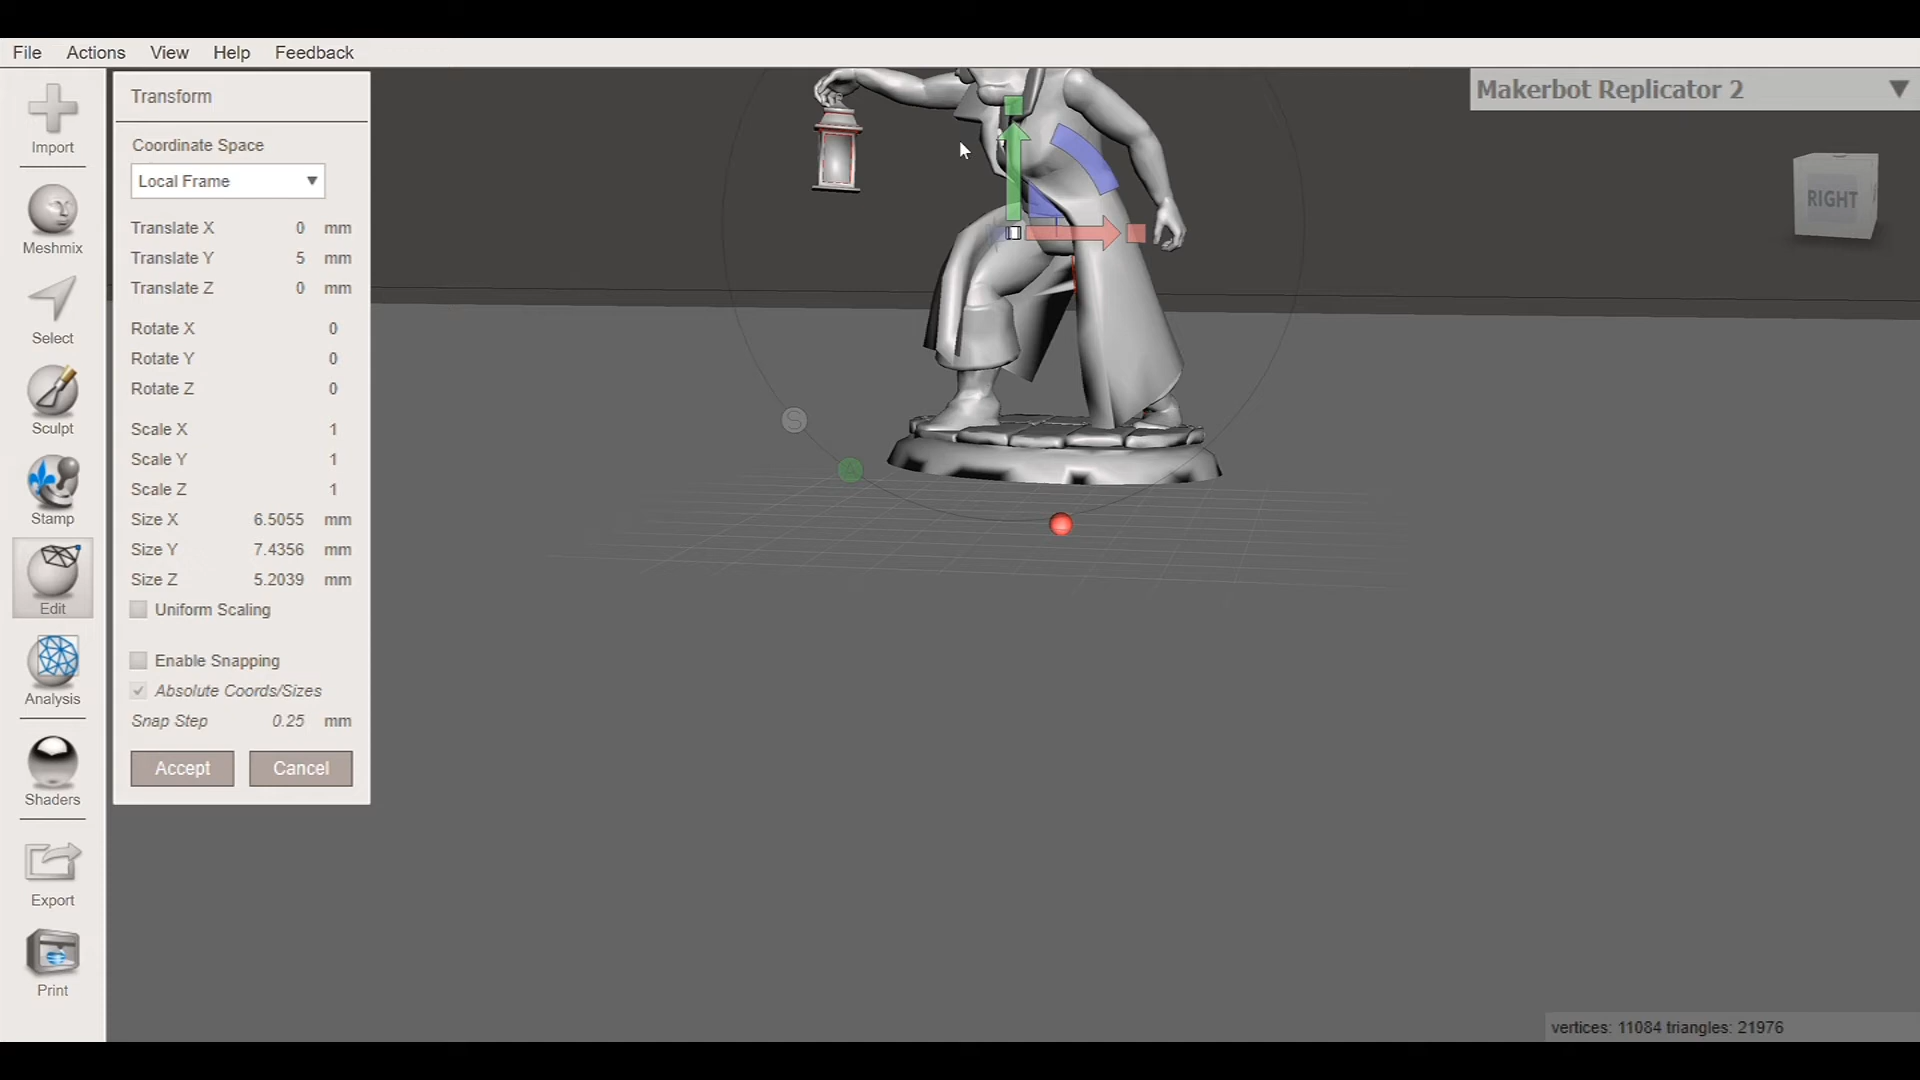 File Actions View Help Feedback
Makerbot Replicator 2
Import
Meshmix
Select
Sculpt
Stamp
Edit
Analysis
Shaders
Export
Print
Transform
Coordinate Space
Local Frame
Translate X 0 mm
Translate Y 5 mm
Translate Z 0 mm
Rotate X 0
Rotate Y 0
Rotate Z 0
Scale X 1
Scale Y 1
Scale Z 1
Size X 6.5055 mm
Size Y 7.4356 mm
Size Z 5.2039 mm
Uniform Scaling
Enable Snapping
Absolute Coords/Sizes
Snap Step 0.25 mm
Accept Cancel
RIGHT
S
A
vertices: 11084 triangles: 21976